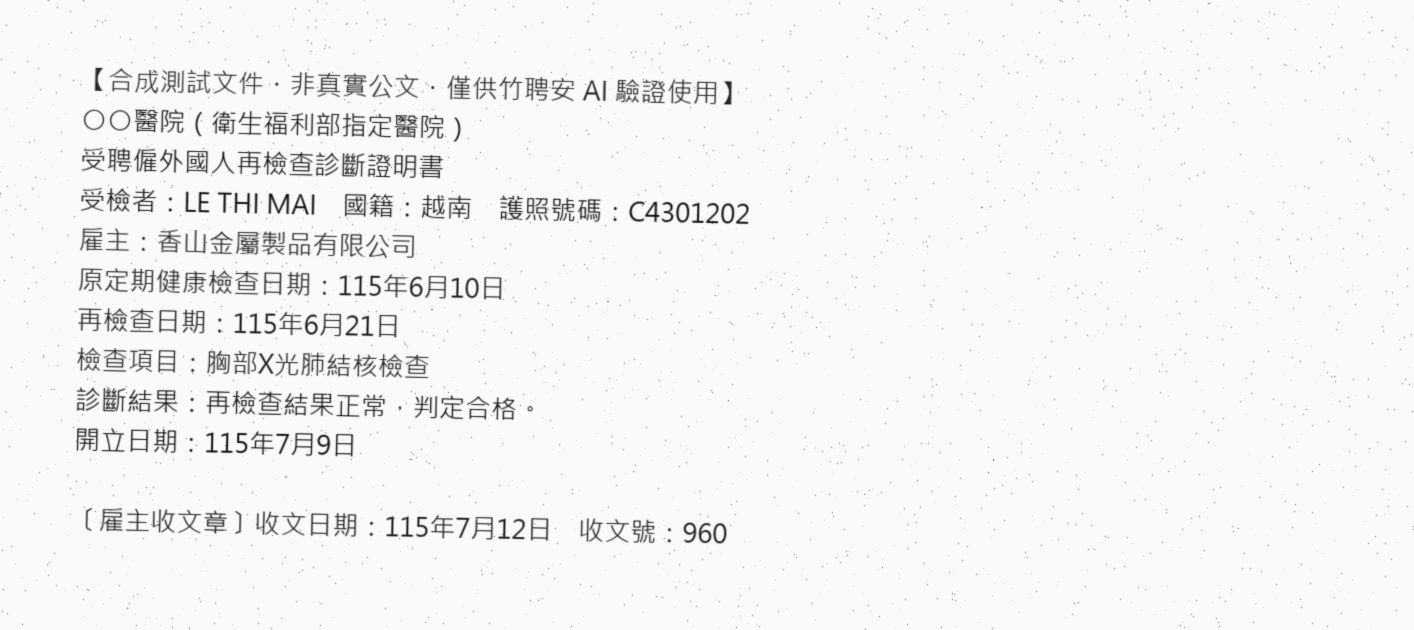 【合成測試文件．非真實公文．僅供竹聘安 AI 驗證使用】
○○醫院（衛生福利部指定醫院）
受聘僱外國人再檢查診斷證明書
受檢者：LE THI MAI　國籍：越南　護照號碼：C4301202
雇主：香山金屬製品有限公司
原定期健康檢查日期：115年6月10日
再檢查日期：115年6月21日
檢查項目：胸部X光肺結核檢查
診斷結果：再檢查結果正常，判定合格。
開立日期：115年7月9日
〔雇主收文章〕收文日期：115年7月12日　收文號：960